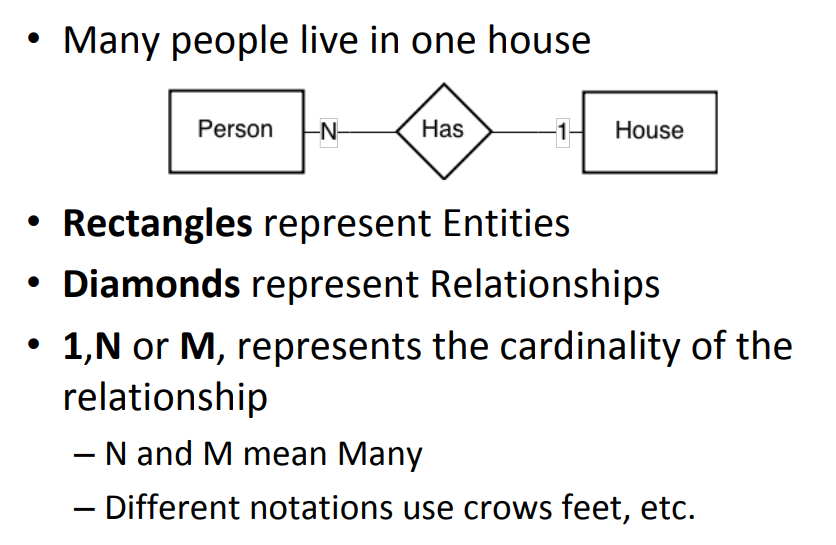 • Many people live in one house
Person N Has 1 House
• Rectangles represent Entities
• Diamonds represent Relationships
• 1,N or M, represents the cardinality of the
relationship
– N and M mean Many
– Different notations use crows feet, etc.